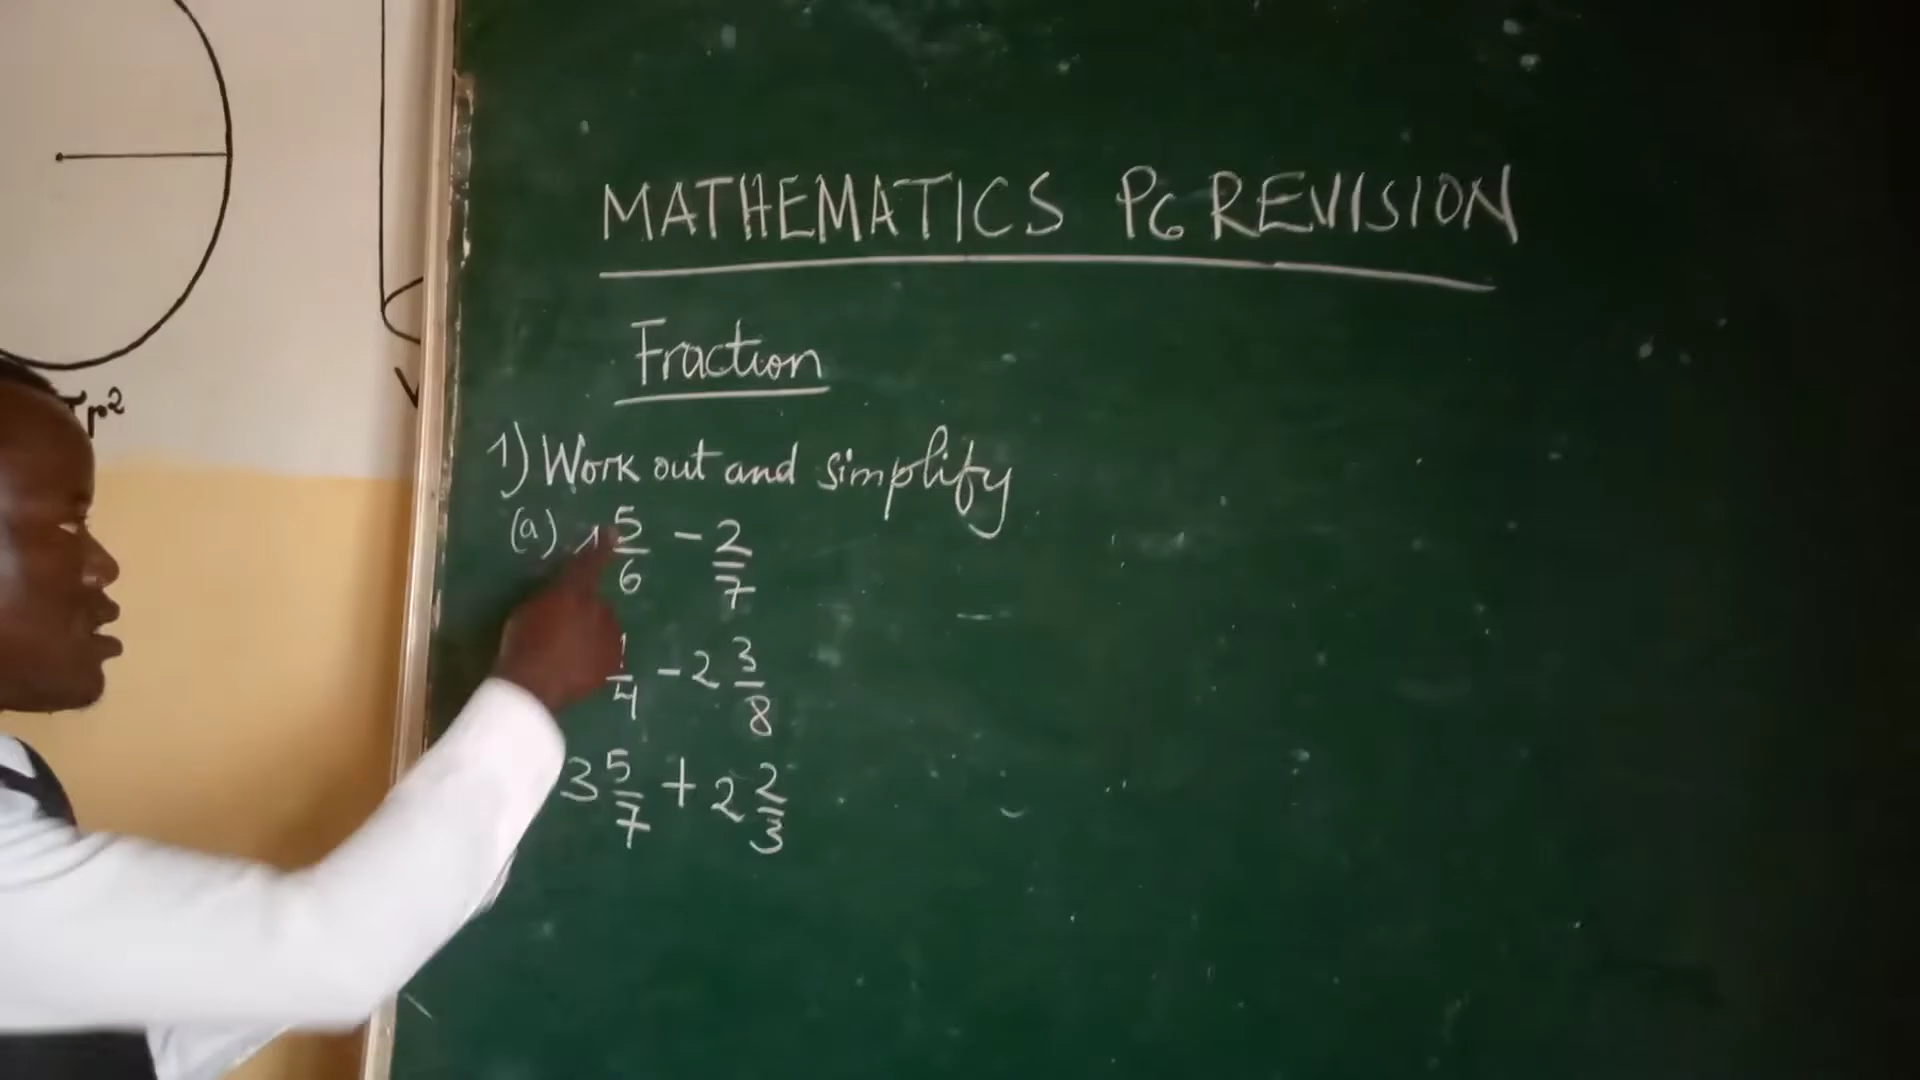 MATHEMATICS P6 REVISION
Fraction
1) Work out and simplify
(a) 1 5/6 - 2/7
1/4 - 2 3/8
3 5/7 + 2 2/3
r²